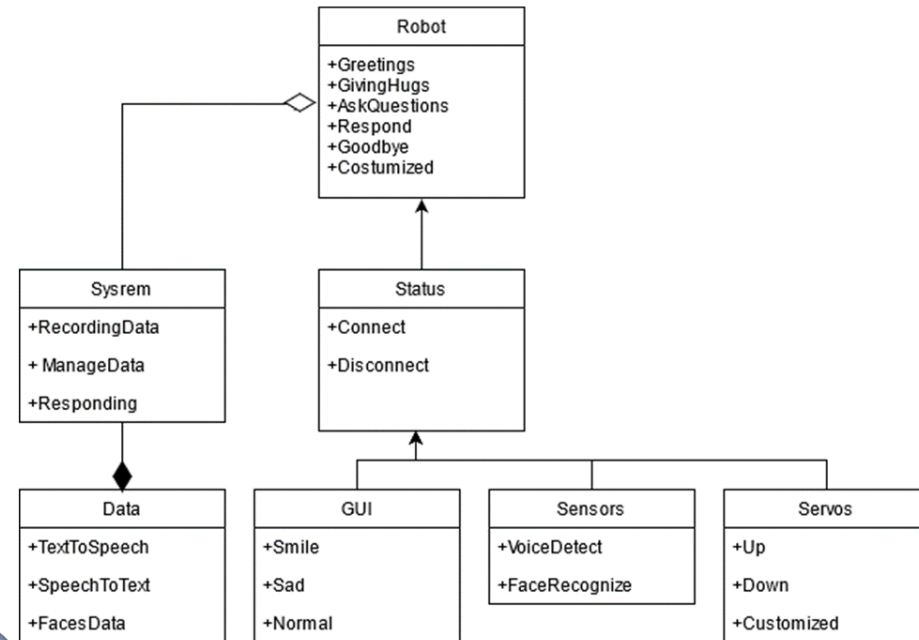 Robot
+Greetings
+GivingHugs
+AskQuestions
+Respond
+Goodbye
+Costumized
Sysrem
+RecordingData
+ ManageData
+Responding
Status
+Connect
+Disconnect
Data
+TextToSpeech
+SpeechToText
+FacesData
GUI
+Smile
+Sad
+Normal
Sensors
+VoiceDetect
+FaceRecognize
Servos
+Up
+Down
+Customized